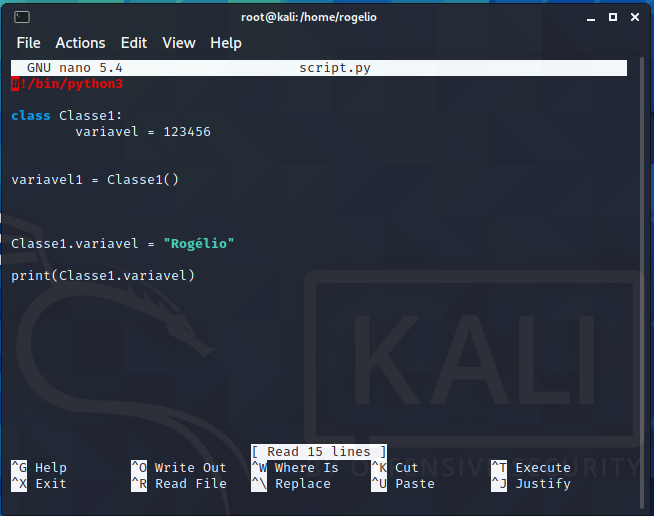 root@kali: /home/rogelio
File Actions Edit View Help
GNU nano 5.4 script.py
#!/bin/python3
class Classe1:
variavel = 123456
variavel1 = Classe1()
Classe1.variavel = "Rogélio"
print(Classe1.variavel)
KALI
[ Read 15 lines ]
^G Help ^O Write Out ^W Where Is ^K Cut ^T Execute
BY OFFENSIVE SECURITY
^X Exit ^R Read File ^\ Replace ^U Paste ^J Justify